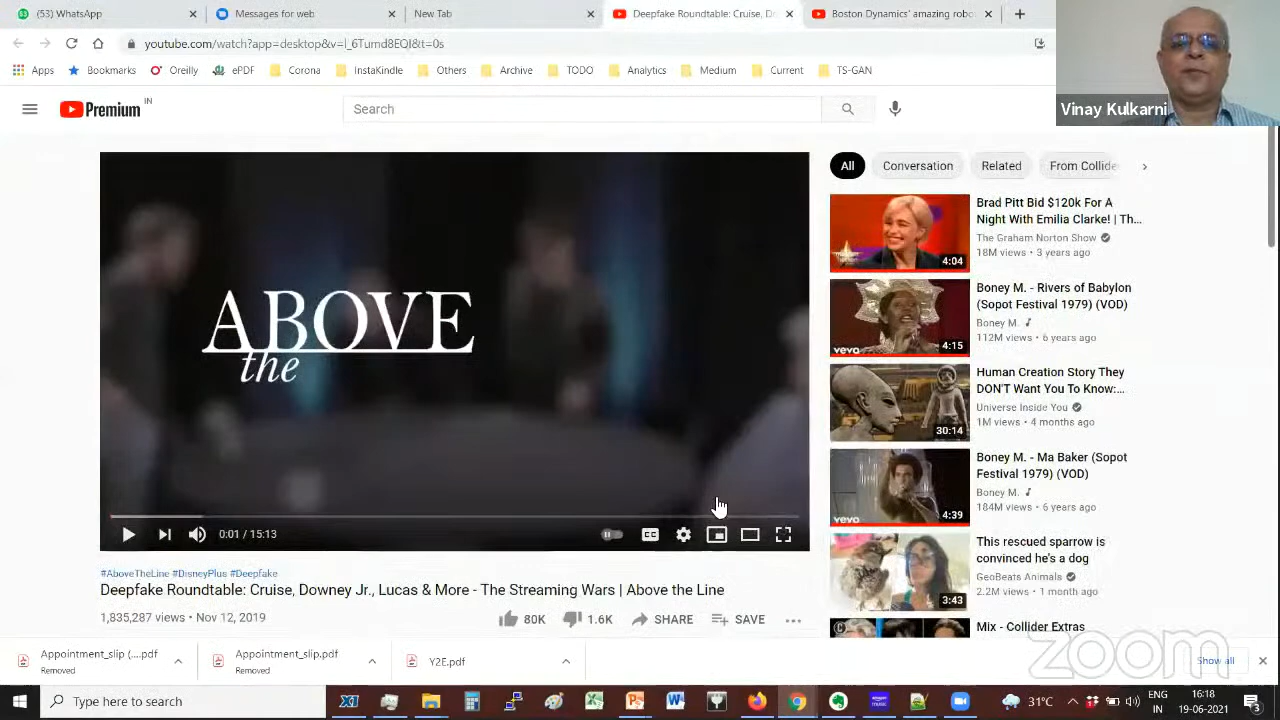 (53) WhatsApp
Messages for web
New Tab
Deepfake Roundtable: Cruise, Do
Boston Dynamics' amazing robo
youtube.com/watch?app=desktop&v=l_6Tumd8EQI&t=0s
Apps
Bookmarks
Oreilly
ePDF
Corona
InstaKindle
Others
Archive
TODO
Analytics
Medium
Current
TS-GAN
Vinay Kulkarni
Premium IN
Search
ABOVE
the
0:01 / 15:13
CC
#AboveTheLine #DisneyPlus #Deepfake
Deepfake Roundtable: Cruise, Downey Jr., Lucas & More - The Streaming Wars | Above the Line
1,835,287 views • Nov 12, 2019
80K
1.6K
SHARE
SAVE
All
Conversation
Related
From Collide
Brad Pitt Bid $120k For A
Night With Emilia Clarke! | Th...
The Graham Norton Show
18M views • 3 years ago
4:04
Boney M. - Rivers of Babylon
(Sopot Festival 1979) (VOD)
Boney M.
112M views • 6 years ago
vevo
4:15
Human Creation Story They
DON'T Want You To Know:...
Universe Inside You
1M views • 4 months ago
30:14
Boney M. - Ma Baker (Sopot
Festival 1979) (VOD)
Boney M.
184M views • 6 years ago
vevo
4:39
This rescued sparrow is
convinced he's a dog
GeoBeats Animals
2.2M views • 1 month ago
3:43
Mix - Collider Extras
zoom
Appointment_slip (....pdf
Removed
Appointment_slip.pdf
Removed
Y2E.pdf
Show all
Type here to search
31°C
ENG
IN
16:18
19-06-2021
3